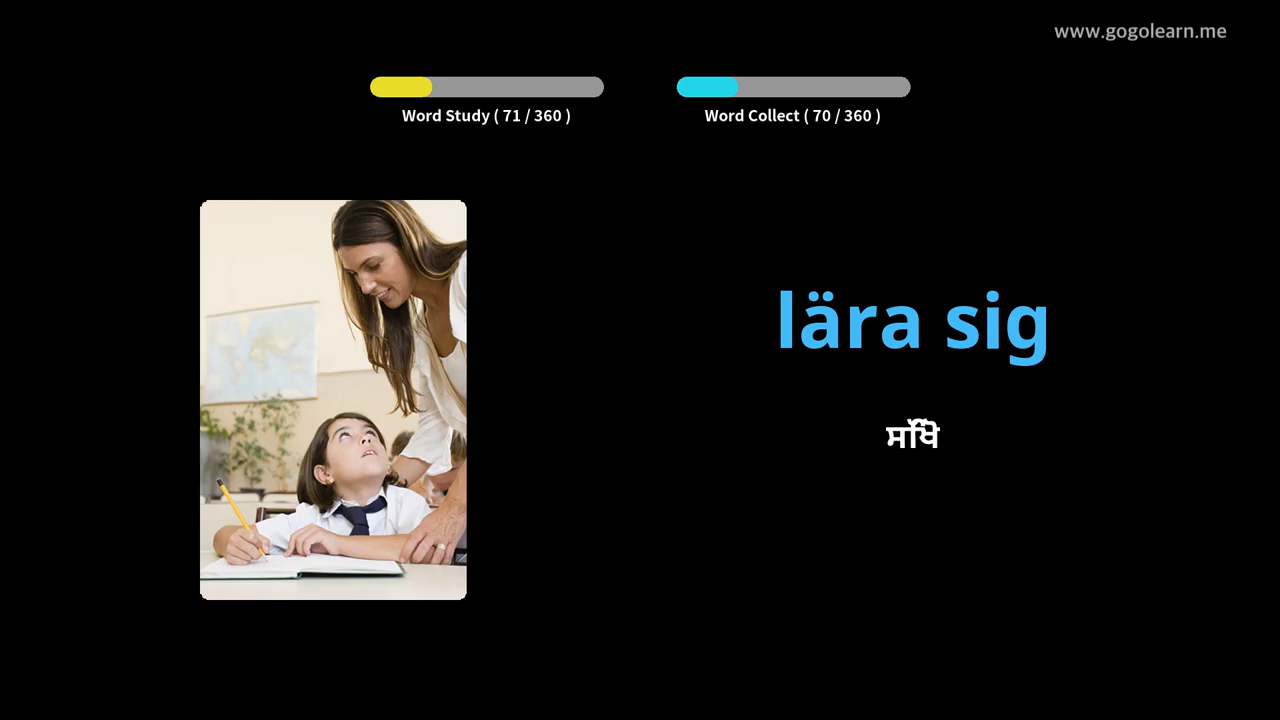 www.gogolearn.me
Word Study ( 71 / 360 )
Word Collect ( 70 / 360 )
lära sig
ਸਿੱਖੋ